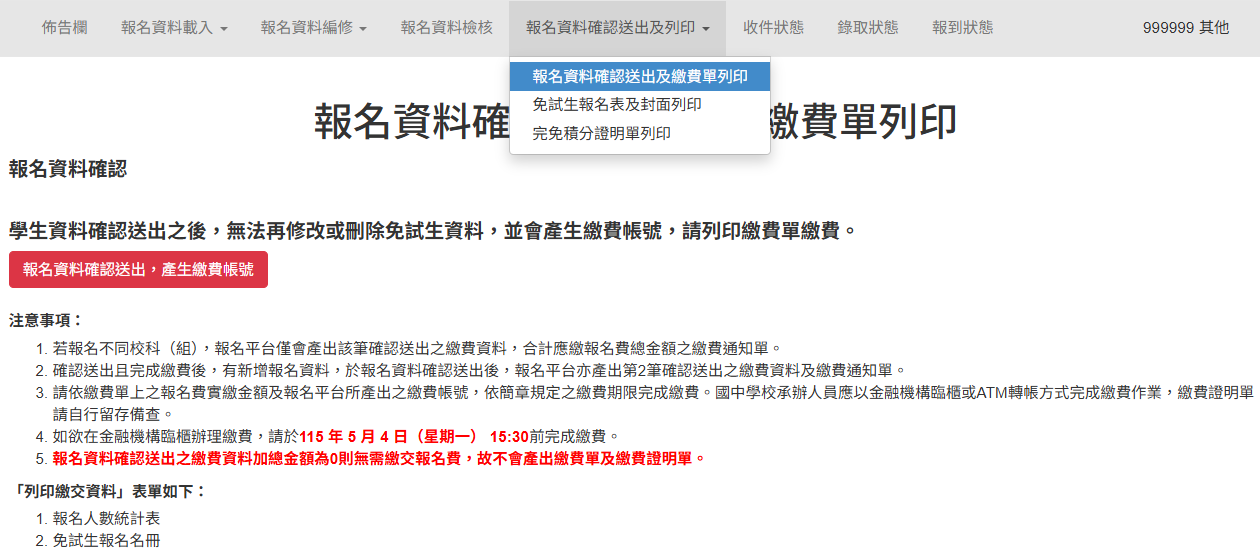 佈告欄 報名資料載入 報名資料編修 報名資料檢核 報名資料確認送出及列印 收件狀態 錄取狀態 報到狀態 999999 其他
報名資料確認送出及繳費單列印
免試生報名表及封面列印
完免積分證明單列印
報名資料確 繳費單列印
報名資料確認
學生資料確認送出之後，無法再修改或刪除免試生資料，並會產生繳費帳號，請列印繳費單繳費。
報名資料確認送出，產生繳費帳號
注意事項：
1. 若報名不同校科（組），報名平台僅會產出該筆確認送出之繳費資料，合計應繳報名費總金額之繳費通知單。
2. 確認送出且完成繳費後，有新增報名資料，於報名資料確認送出後，報名平台亦產出第2筆確認送出之繳費資料及繳費通知單。
3. 請依繳費單上之報名費實繳金額及報名平台所產出之繳費帳號，依簡章規定之繳費期限完成繳費。國中學校承辦人員應以金融機構臨櫃或ATM轉帳方式完成繳費作業，繳費證明單
請自行留存備查。
4. 如欲在金融機構臨櫃辦理繳費，請於115 年 5 月 4 日（星期一） 15:30前完成繳費。
5. 報名資料確認送出之繳費資料加總金額為0則無需繳交報名費，故不會產出繳費單及繳費證明單。
「列印繳交資料」表單如下：
1. 報名人數統計表
2. 免試生報名名冊